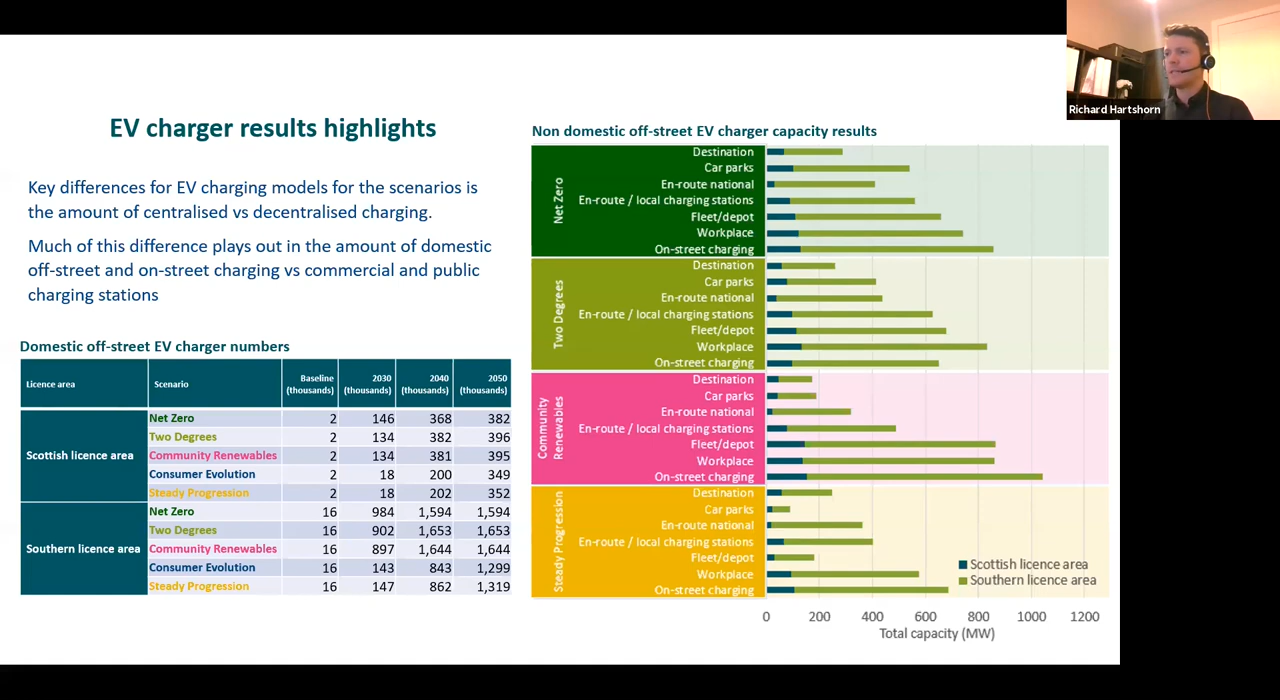 Richard Hartshorn
EV charger results highlights
Key differences for EV charging models for the scenarios is
the amount of centralised vs decentralised charging.
Much of this difference plays out in the amount of domestic
off-street and on-street charging vs commercial and public
charging stations
Domestic off-street EV charger numbers
Licence area Scenario Baseline (thousands) 2030 (thousands) 2040 (thousands) 2050 (thousands)
Scottish licence area
Net Zero 2 146 368 382
Two Degrees 2 134 382 396
Community Renewables 2 134 381 395
Consumer Evolution 2 18 200 349
Steady Progression 2 18 202 352
Southern licence area
Net Zero 16 984 1,594 1,594
Two Degrees 16 902 1,653 1,653
Community Renewables 16 897 1,644 1,644
Consumer Evolution 16 143 843 1,299
Steady Progression 16 147 862 1,319
Non domestic off-street EV charger capacity results
Net Zero
Destination
Car parks
En-route national
En-route / local charging stations
Fleet/depot
Workplace
On-street charging
Two Degrees
Destination
Car parks
En-route national
En-route / local charging stations
Fleet/depot
Workplace
On-street charging
Community
Renewables
Destination
Car parks
En-route national
En-route / local charging stations
Fleet/depot
Workplace
On-street charging
Steady Progression
Destination
Car parks
En-route national
En-route / local charging stations
Fleet/depot
Workplace
On-street charging
Scottish licence area
Southern licence area
0 200 400 600 800 1000 1200
Total capacity (MW)